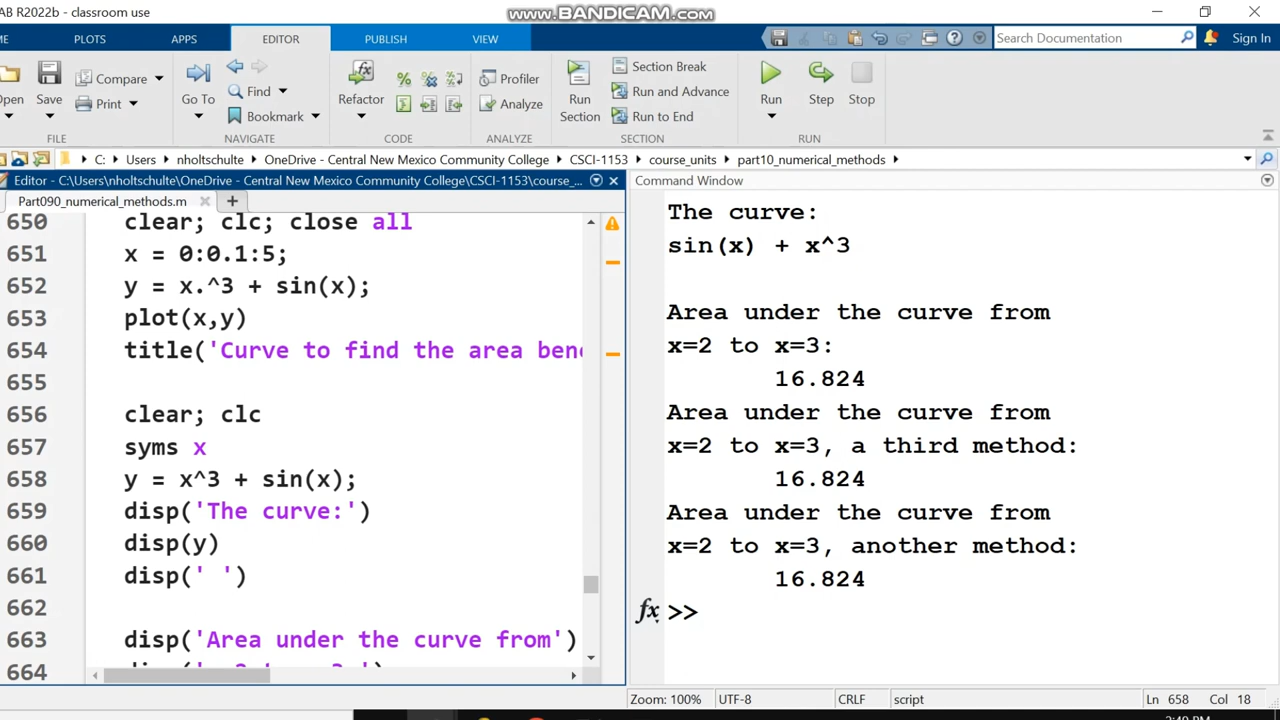 AB R2022b - classroom use
www.BANDICAM.com
ME PLOTS APPS EDITOR PUBLISH VIEW
Search Documentation
Sign In
Open
Save
Compare
Print
FILE
Go To
Find
Bookmark
NAVIGATE
Refactor
CODE
Profiler
Analyze
ANALYZE
Run
Section
Section Break
Run and Advance
Run to End
SECTION
Run
Step
Stop
RUN
C: Users nholtschulte OneDrive - Central New Mexico Community College CSCI-1153 course_units part10_numerical_methods
Editor - C:\Users\nholtschulte\OneDrive - Central New Mexico Community College\CSCI-1153\course_...
Part090_numerical_methods.m
650 clear; clc; close all
651 x = 0:0.1:5;
652 y = x.^3 + sin(x);
653 plot(x,y)
654 title('Curve to find the area bene
655
656 clear; clc
657 syms x
658 y = x^3 + sin(x);
659 disp('The curve:')
660 disp(y)
661 disp(' ')
662
663 disp('Area under the curve from')
664
Command Window
The curve:
sin(x) + x^3
Area under the curve from
x=2 to x=3:
16.824
Area under the curve from
x=2 to x=3, a third method:
16.824
Area under the curve from
x=2 to x=3, another method:
16.824
fx >>
Zoom: 100% UTF-8 CRLF script Ln 658 Col 18